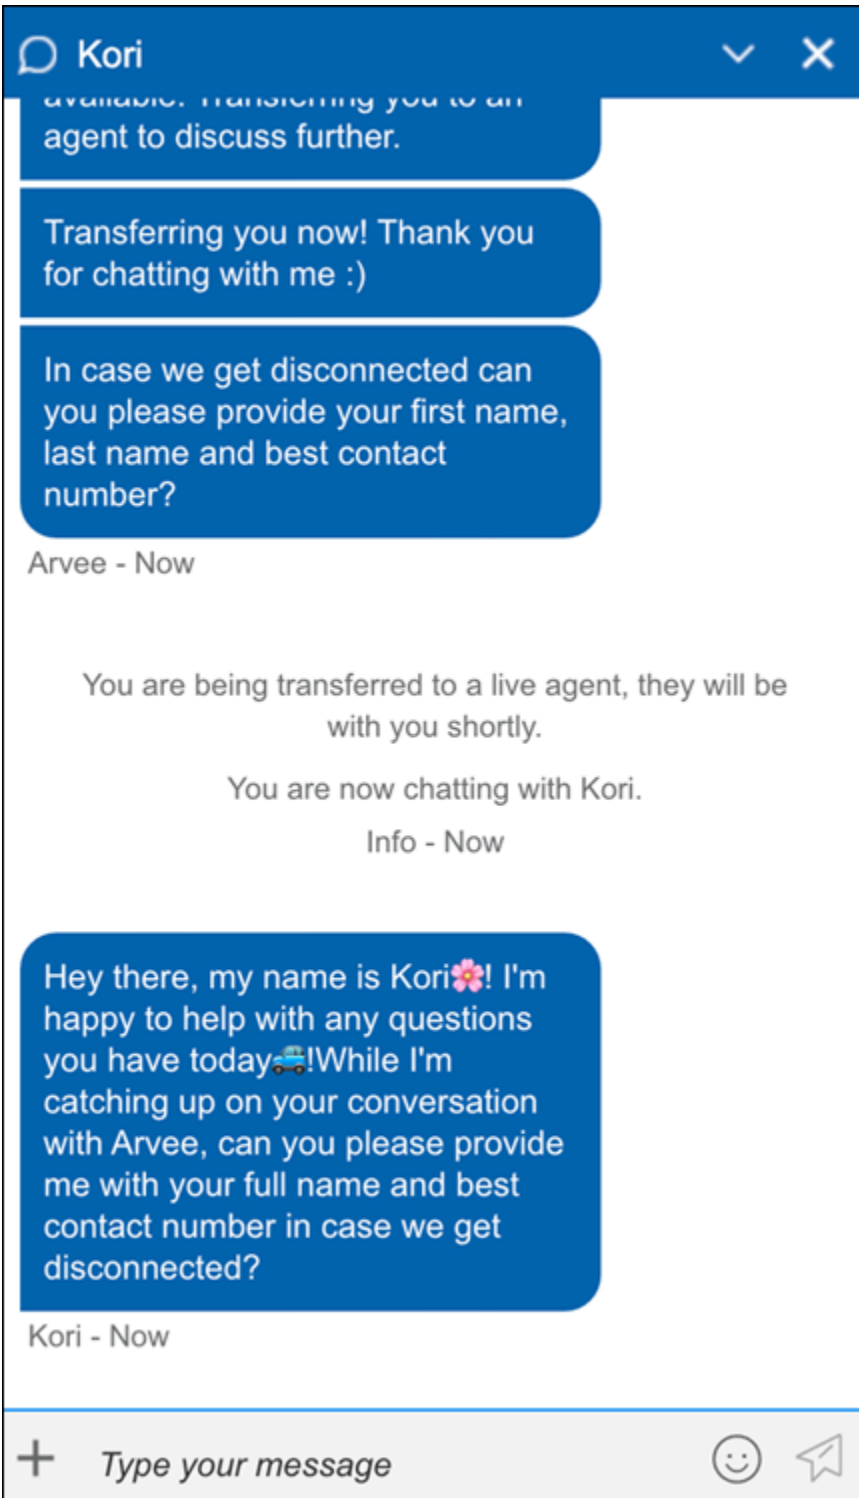 Kori
available. Transferring you to an
agent to discuss further.
Transferring you now! Thank you
for chatting with me :)
In case we get disconnected can
you please provide your first name,
last name and best contact
number?
Arvee - Now
You are being transferred to a live agent, they will be
with you shortly.
You are now chatting with Kori.
Info - Now
Hey there, my name is Kori🌸! I'm
happy to help with any questions
you have today🚙!While I'm
catching up on your conversation
with Arvee, can you please provide
me with your full name and best
contact number in case we get
disconnected?
Kori - Now
Type your message